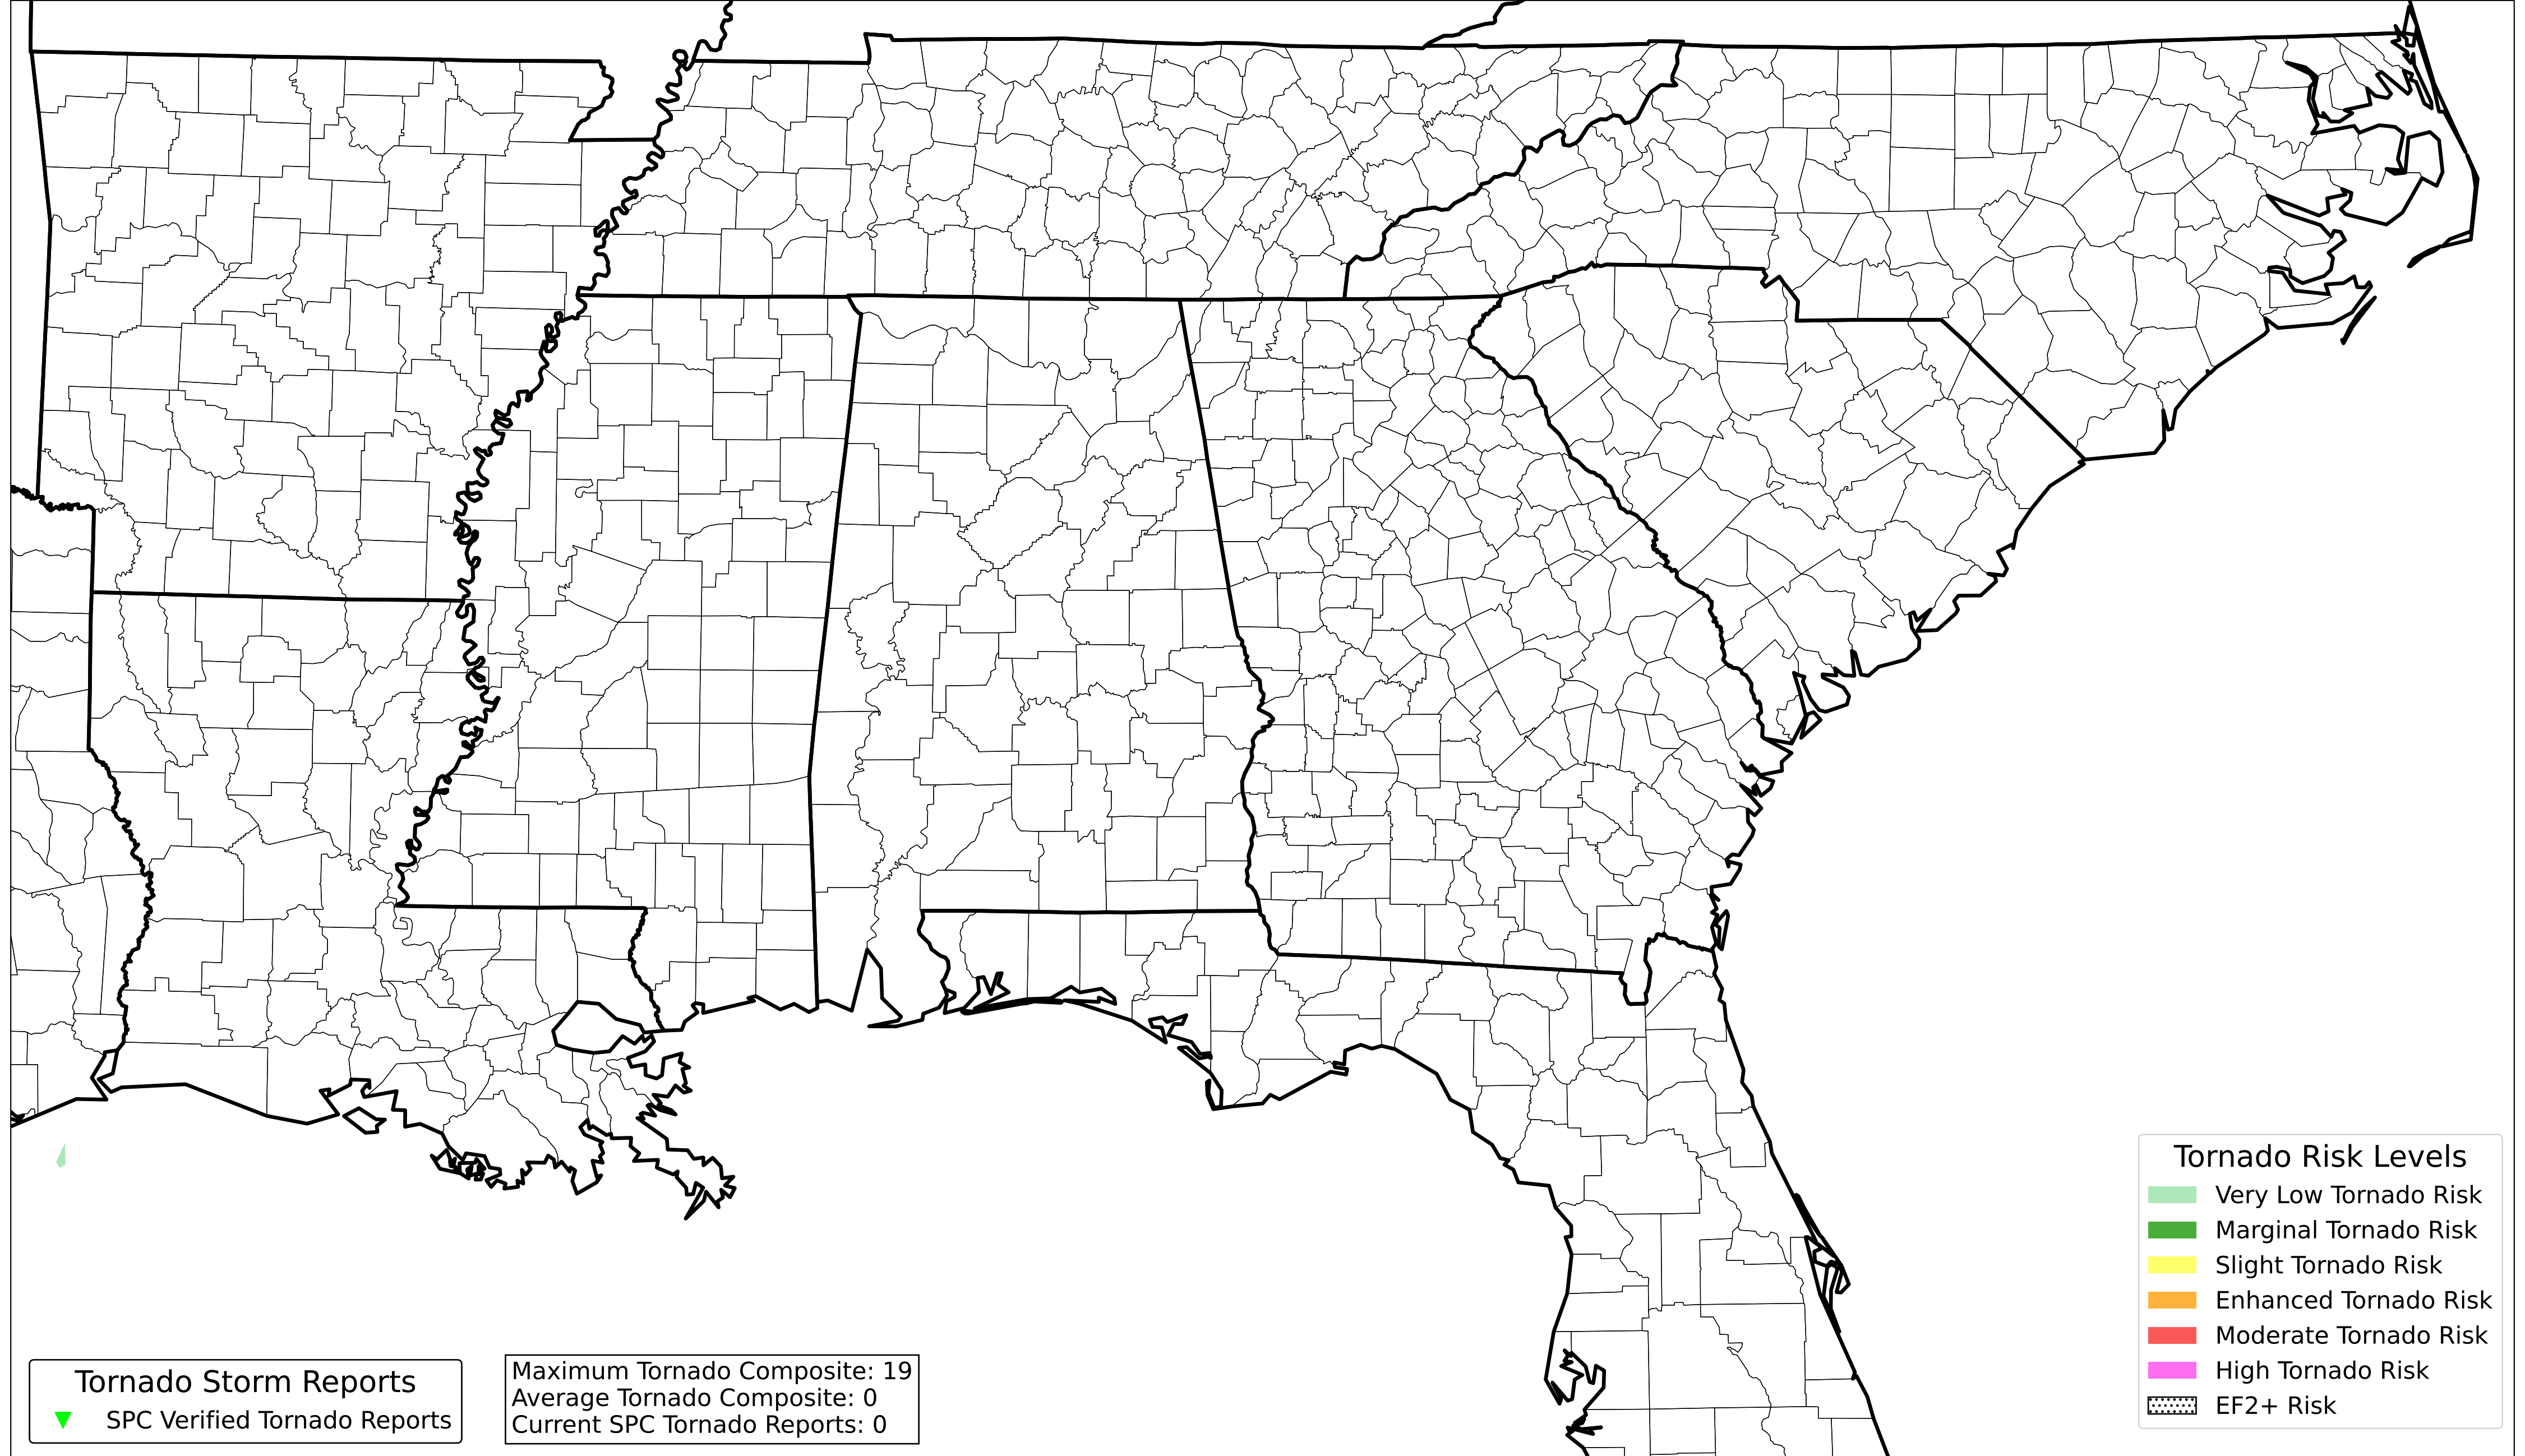 Tornado Storm Reports
SPC Verified Tornado Reports
Maximum Tornado Composite: 19
Average Tornado Composite: 0
Current SPC Tornado Reports: 0
Tornado Risk Levels
Very Low Tornado Risk
Marginal Tornado Risk
Slight Tornado Risk
Enhanced Tornado Risk
Moderate Tornado Risk
High Tornado Risk
EF2+ Risk